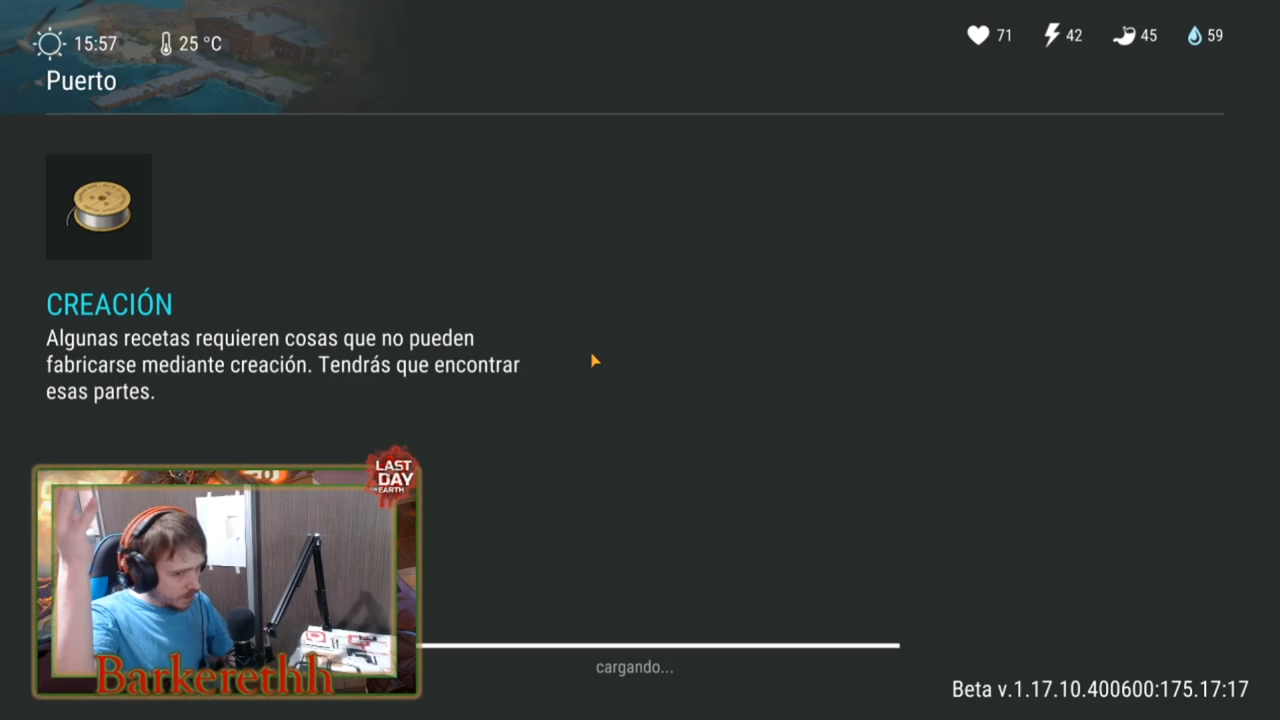 15:57 25 °C
71 42 45 59
Puerto
CREACIÓN
Algunas recetas requieren cosas que no pueden
fabricarse mediante creación. Tendrás que encontrar
esas partes.
LAST
DAY
ON EARTH
Barkerethh
cargando...
Beta v.1.17.10.400600:175.17:17